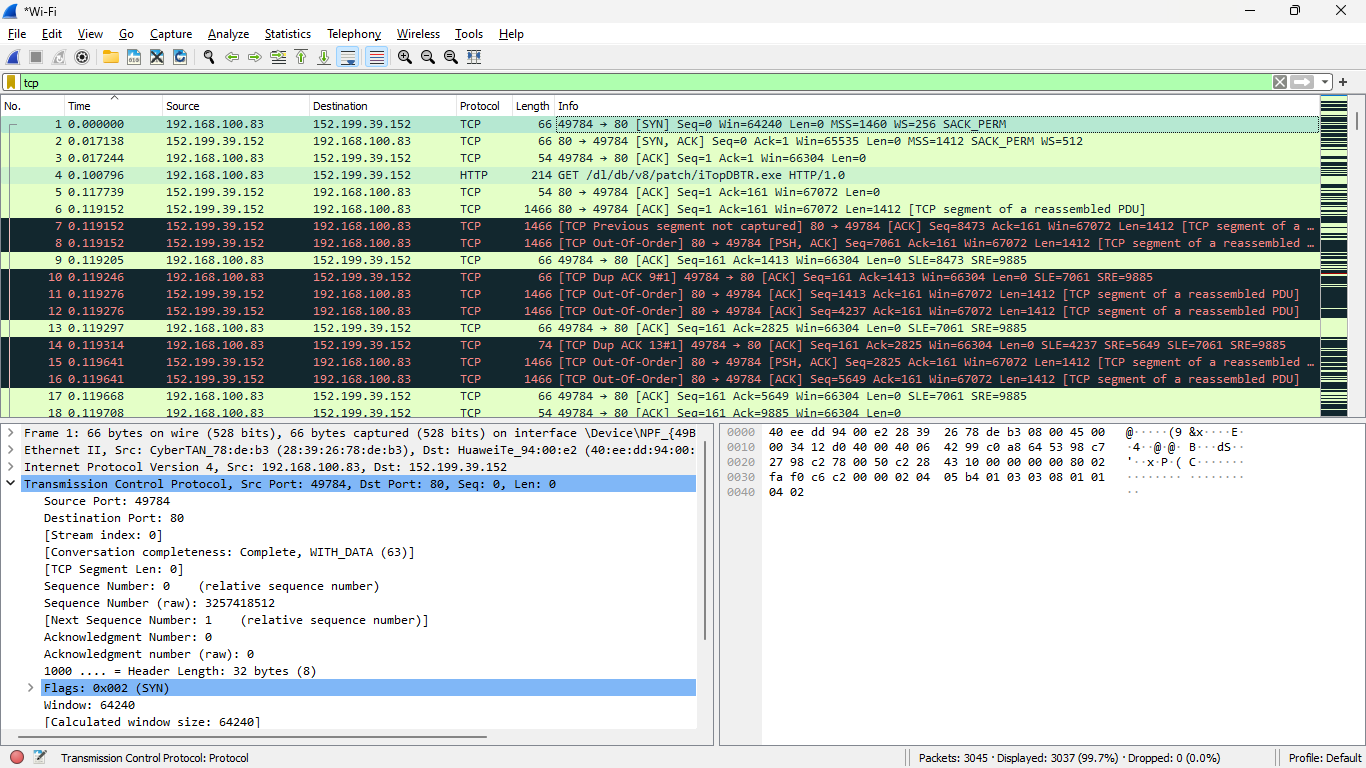 *Wi-Fi
File Edit View Go Capture Analyze Statistics Telephony Wireless Tools Help
tcp
No. Time Source Destination Protocol Length Info
1 0.000000 192.168.100.83 152.199.39.152 TCP 66 49784 → 80 [SYN] Seq=0 Win=64240 Len=0 MSS=1460 WS=256 SACK_PERM
2 0.017138 152.199.39.152 192.168.100.83 TCP 66 80 → 49784 [SYN, ACK] Seq=0 Ack=1 Win=65535 Len=0 MSS=1412 SACK_PERM WS=512
3 0.017244 192.168.100.83 152.199.39.152 TCP 54 49784 → 80 [ACK] Seq=1 Ack=1 Win=66304 Len=0
4 0.100796 192.168.100.83 152.199.39.152 HTTP 214 GET /dl/db/v8/patch/iTopDBTR.exe HTTP/1.0
5 0.117739 152.199.39.152 192.168.100.83 TCP 54 80 → 49784 [ACK] Seq=1 Ack=161 Win=67072 Len=0
6 0.119152 152.199.39.152 192.168.100.83 TCP 1466 80 → 49784 [ACK] Seq=1 Ack=161 Win=67072 Len=1412 [TCP segment of a reassembled PDU]
7 0.119152 152.199.39.152 192.168.100.83 TCP 1466 [TCP Previous segment not captured] 80 → 49784 [ACK] Seq=8473 Ack=161 Win=67072 Len=1412 [TCP segment of a …
8 0.119152 152.199.39.152 192.168.100.83 TCP 1466 [TCP Out-Of-Order] 80 → 49784 [PSH, ACK] Seq=7061 Ack=161 Win=67072 Len=1412 [TCP segment of a reassembled …
9 0.119205 192.168.100.83 152.199.39.152 TCP 66 49784 → 80 [ACK] Seq=161 Ack=1413 Win=66304 Len=0 SLE=8473 SRE=9885
10 0.119246 192.168.100.83 152.199.39.152 TCP 66 [TCP Dup ACK 9#1] 49784 → 80 [ACK] Seq=161 Ack=1413 Win=66304 Len=0 SLE=7061 SRE=9885
11 0.119276 152.199.39.152 192.168.100.83 TCP 1466 [TCP Out-Of-Order] 80 → 49784 [ACK] Seq=1413 Ack=161 Win=67072 Len=1412 [TCP segment of a reassembled PDU]
12 0.119276 152.199.39.152 192.168.100.83 TCP 1466 [TCP Out-Of-Order] 80 → 49784 [ACK] Seq=4237 Ack=161 Win=67072 Len=1412 [TCP segment of a reassembled PDU]
13 0.119297 192.168.100.83 152.199.39.152 TCP 66 49784 → 80 [ACK] Seq=161 Ack=2825 Win=66304 Len=0 SLE=7061 SRE=9885
14 0.119314 192.168.100.83 152.199.39.152 TCP 74 [TCP Dup ACK 13#1] 49784 → 80 [ACK] Seq=161 Ack=2825 Win=66304 Len=0 SLE=4237 SRE=5649 SLE=7061 SRE=9885
15 0.119641 152.199.39.152 192.168.100.83 TCP 1466 [TCP Out-Of-Order] 80 → 49784 [PSH, ACK] Seq=2825 Ack=161 Win=67072 Len=1412 [TCP segment of a reassembled …
16 0.119641 152.199.39.152 192.168.100.83 TCP 1466 [TCP Out-Of-Order] 80 → 49784 [ACK] Seq=5649 Ack=161 Win=67072 Len=1412 [TCP segment of a reassembled PDU]
17 0.119668 192.168.100.83 152.199.39.152 TCP 66 49784 → 80 [ACK] Seq=161 Ack=5649 Win=66304 Len=0 SLE=7061 SRE=9885
18 0.119708 192.168.100.83 152.199.39.152 TCP 54 49784 → 80 [ACK] Seq=161 Ack=9885 Win=66304 Len=0
Frame 1: 66 bytes on wire (528 bits), 66 bytes captured (528 bits) on interface \Device\NPF_{49B
Ethernet II, Src: CyberTAN_78:de:b3 (28:39:26:78:de:b3), Dst: HuaweiTe_94:00:e2 (40:ee:dd:94:00:
Internet Protocol Version 4, Src: 192.168.100.83, Dst: 152.199.39.152
Transmission Control Protocol, Src Port: 49784, Dst Port: 80, Seq: 0, Len: 0
Source Port: 49784
Destination Port: 80
[Stream index: 0]
[Conversation completeness: Complete, WITH_DATA (63)]
[TCP Segment Len: 0]
Sequence Number: 0 (relative sequence number)
Sequence Number (raw): 3257418512
[Next Sequence Number: 1 (relative sequence number)]
Acknowledgment Number: 0
Acknowledgment number (raw): 0
1000 .... = Header Length: 32 bytes (8)
Flags: 0x002 (SYN)
Window: 64240
[Calculated window size: 64240]
0000 40 ee dd 94 00 e2 28 39 26 78 de b3 08 00 45 00 @·····(9 &x····E·
0010 00 34 12 d0 40 00 40 06 42 99 c0 a8 64 53 98 c7 ·4··@·@· B···dS··
0020 27 98 c2 78 00 50 c2 28 43 10 00 00 00 00 80 02 '··x·P·( C·······
0030 fa f0 c6 c2 00 00 02 04 05 b4 01 03 03 08 01 01 ········ ········
0040 04 02 ··
Transmission Control Protocol: Protocol
Packets: 3045 · Displayed: 3037 (99.7%) · Dropped: 0 (0.0%)
Profile: Default